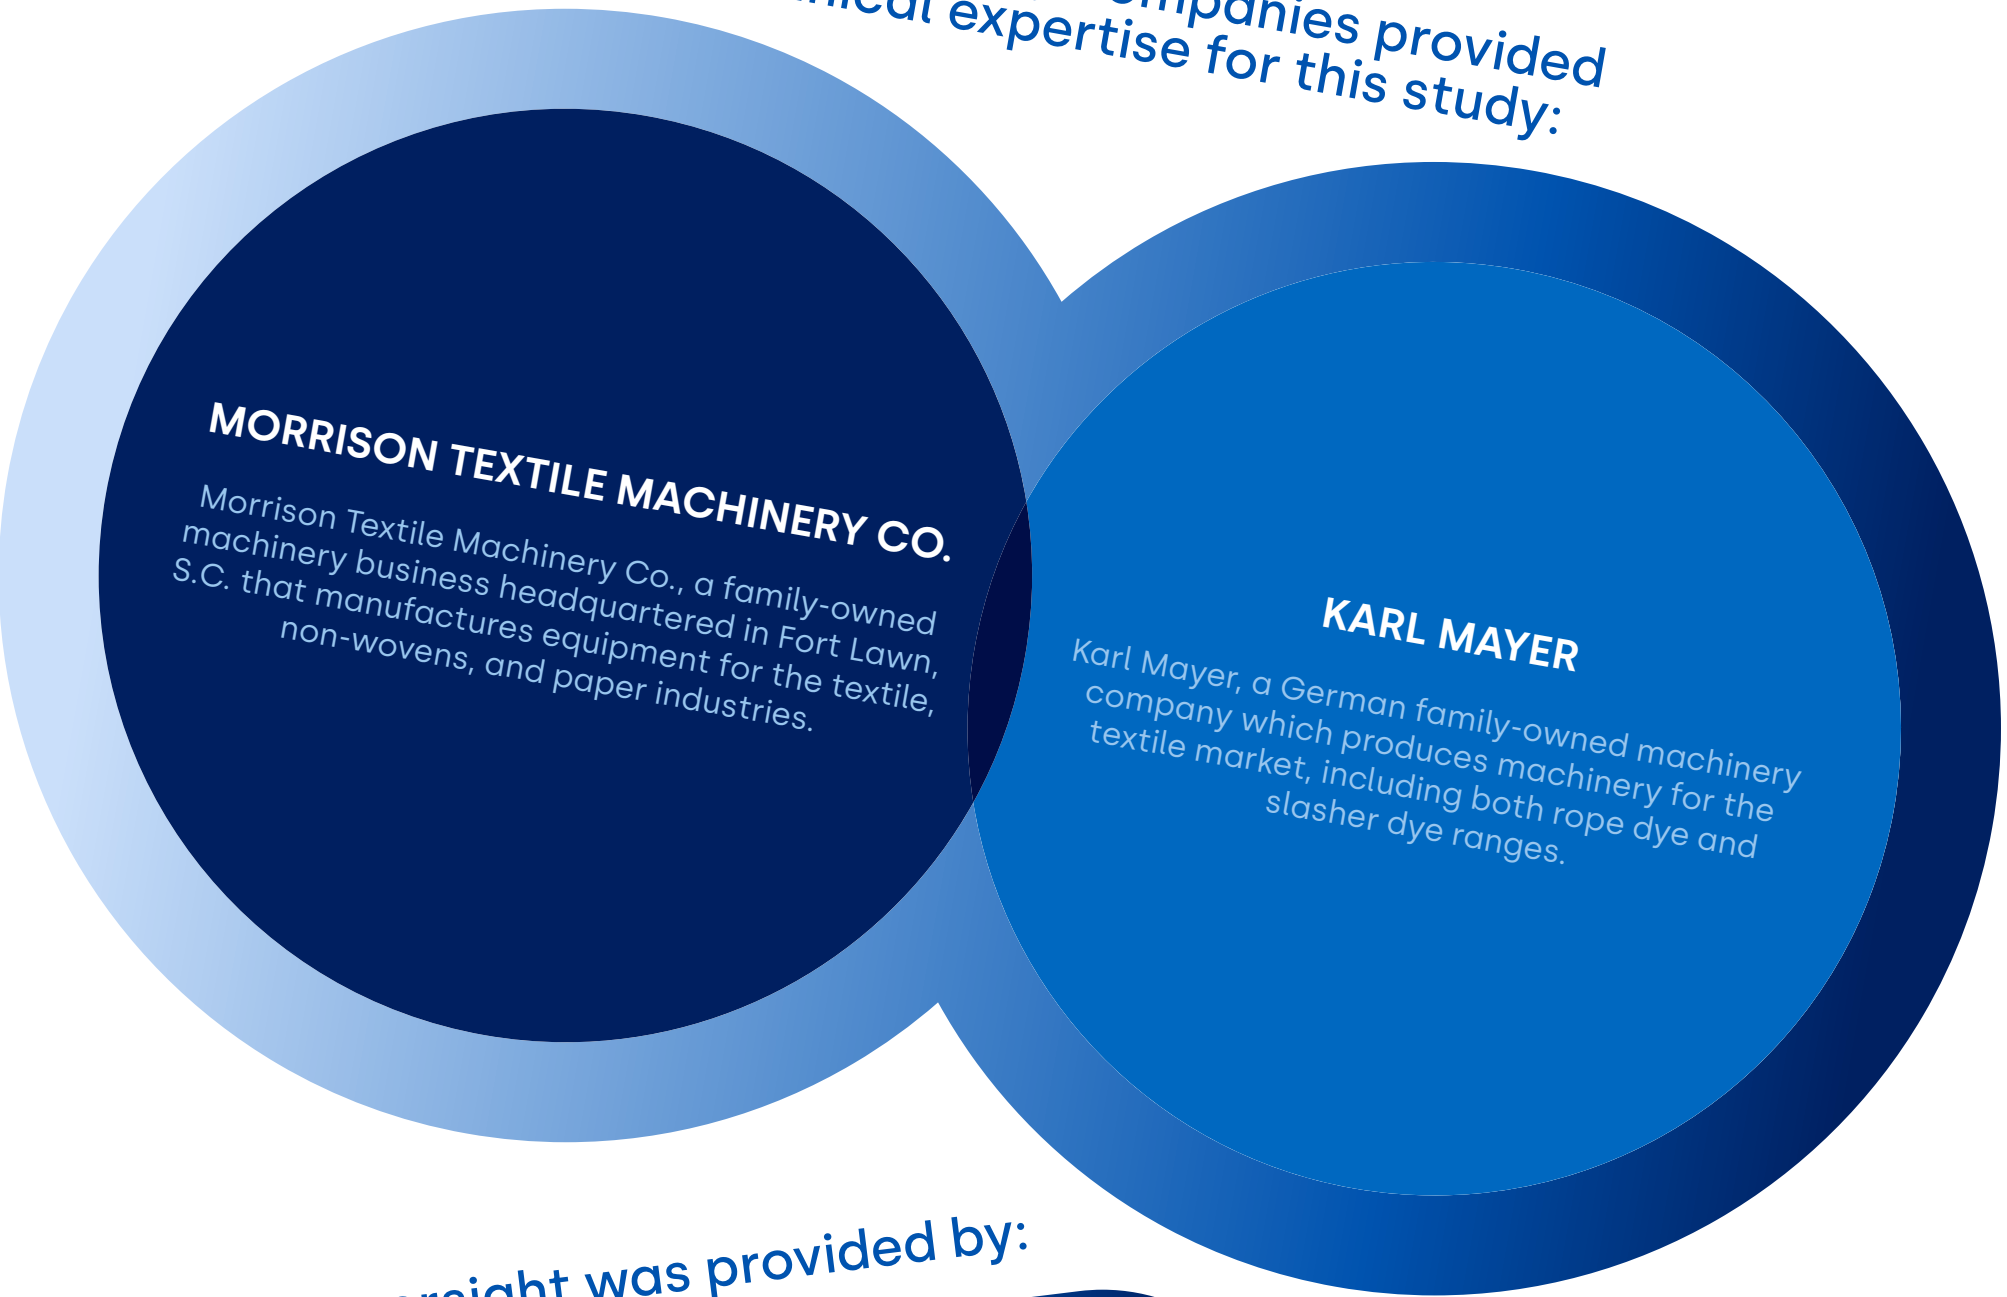 companies provided
expertise for this study:
MORRISON TEXTILE MACHINERY CO.
Morrison Textile Machinery Co., a family-owned
machinery business headquartered in Fort Lawn,
S.C. that manufactures equipment for the textile,
non-wovens, and paper industries.
KARL MAYER
Karl Mayer, a German family-owned machinery
company which produces machinery for the
textile market, including both rope dye and
slasher dye ranges.
was provided by: